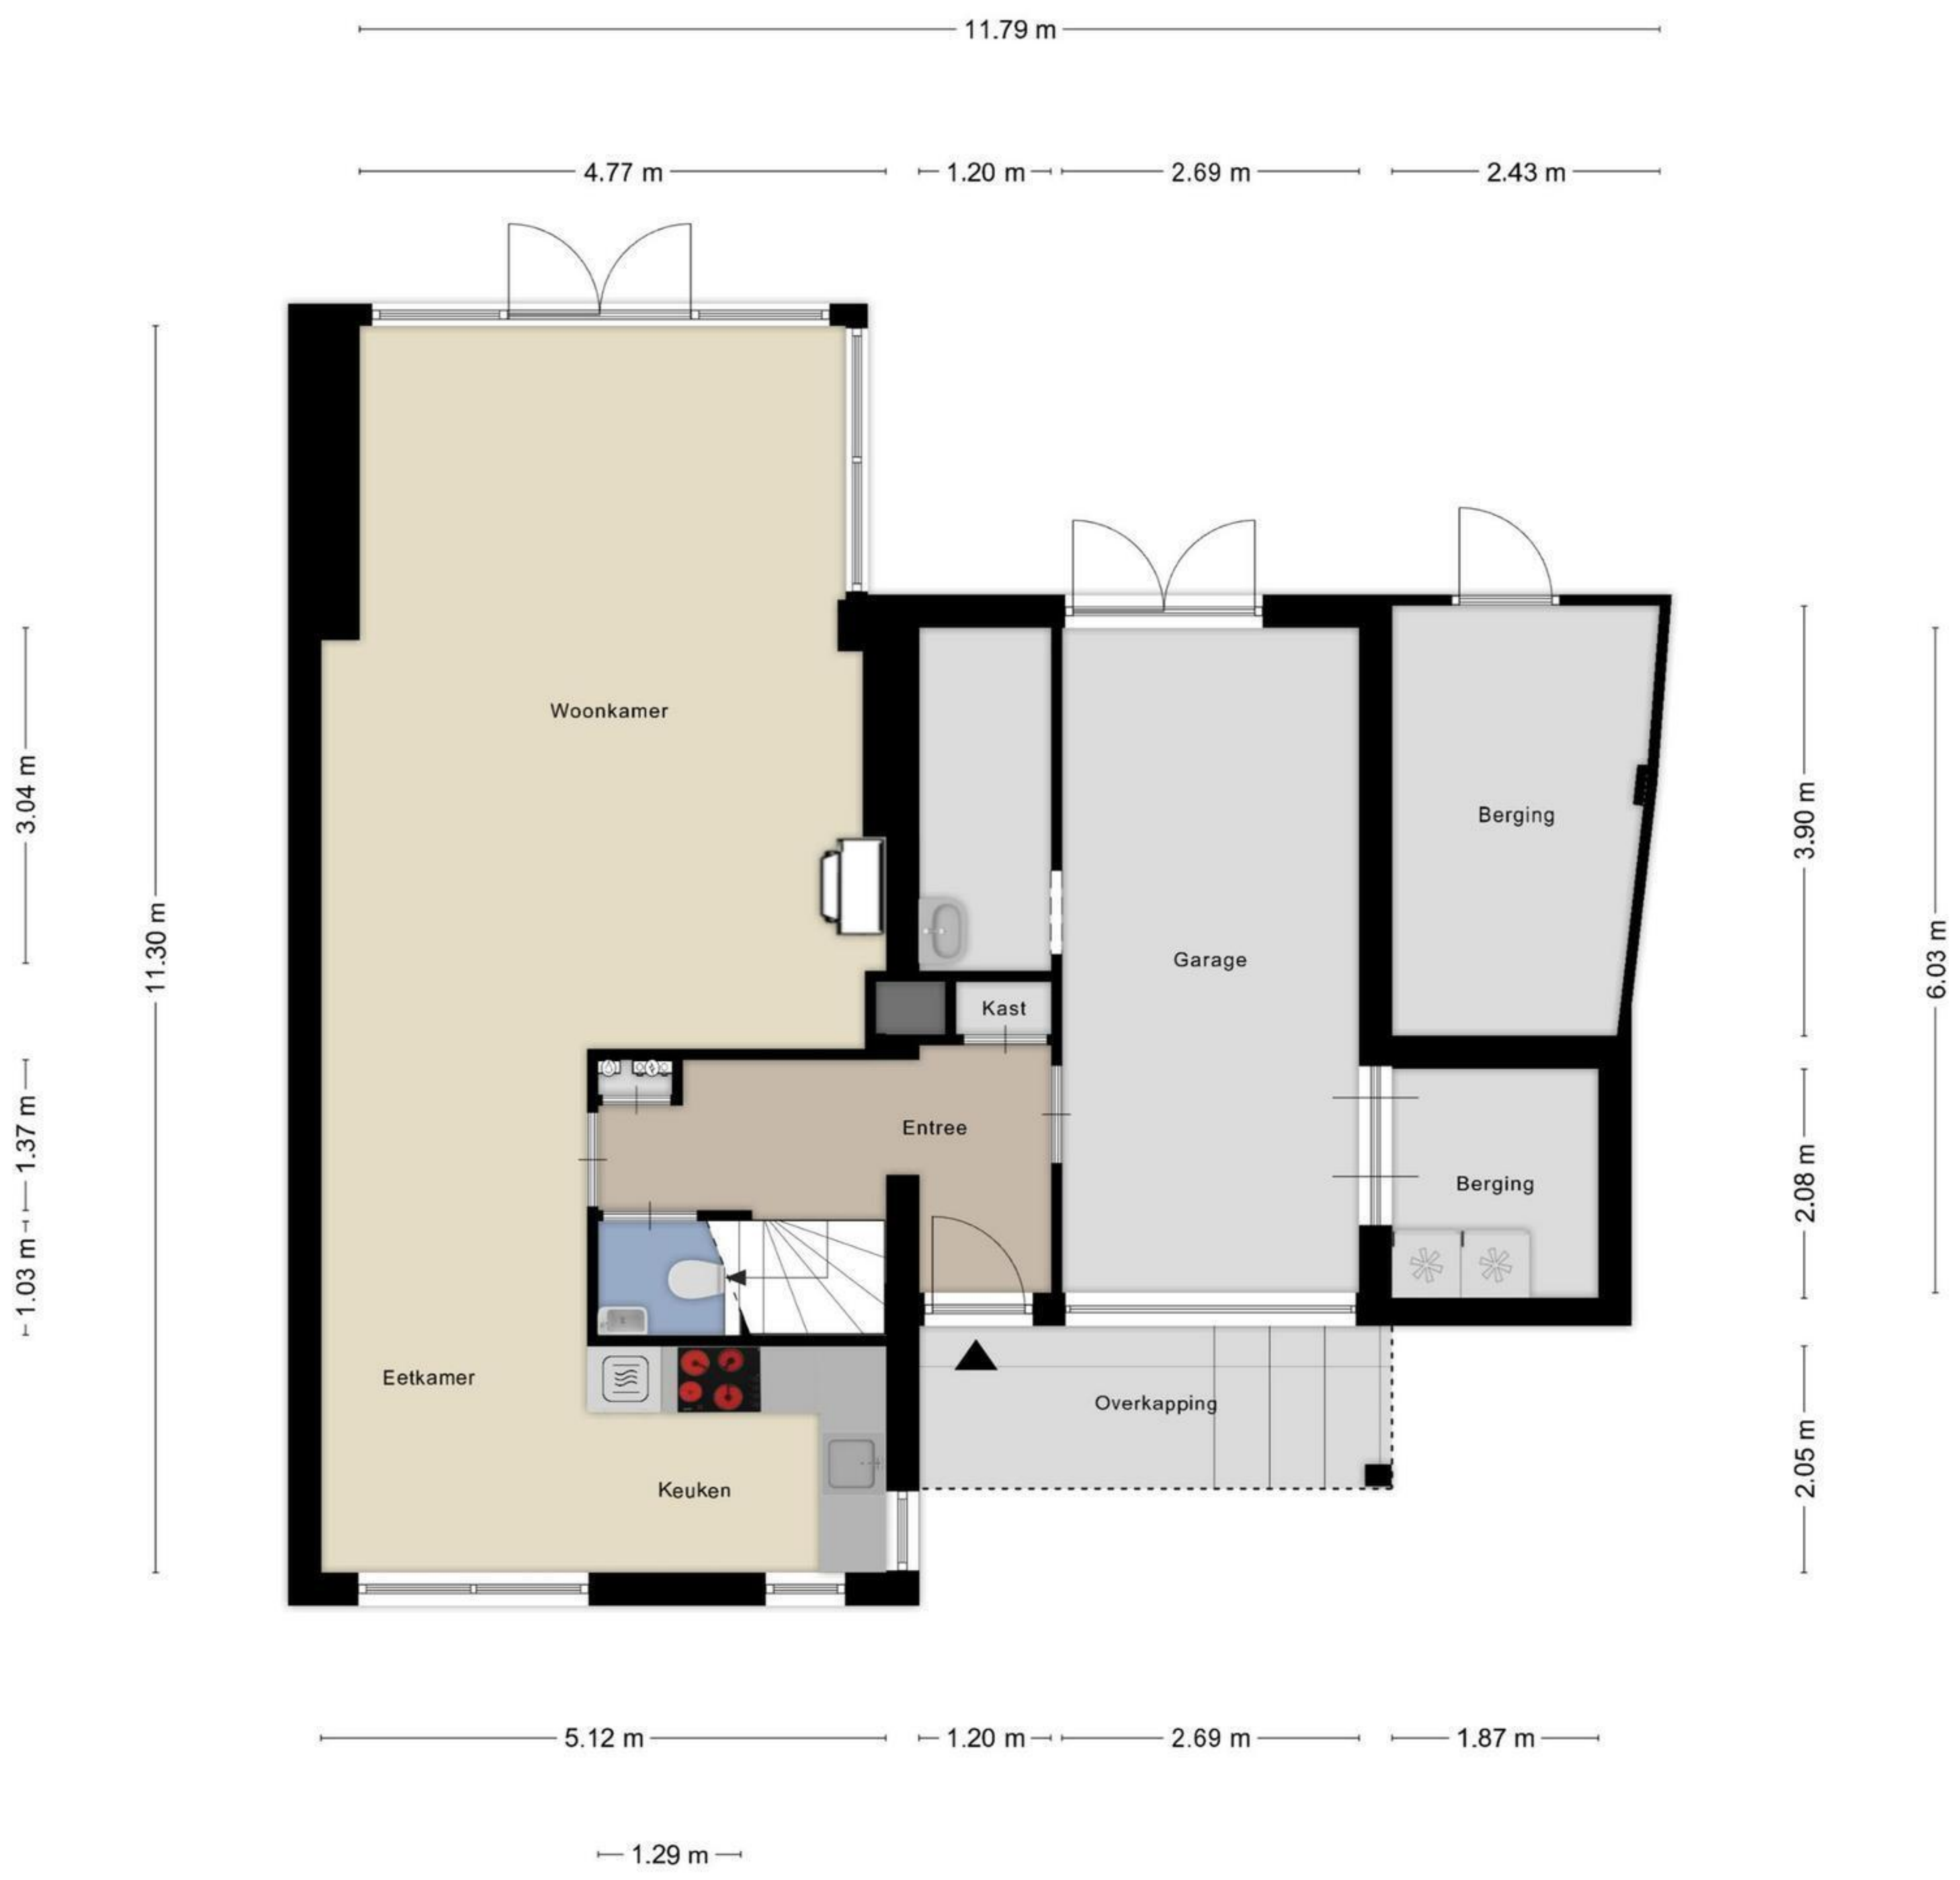 11.79 m
4.77 m
1.20 m
2.69 m
2.43 m
Woonkamer
3.04 m
3.90 m
Berging
11.30 m
Garage
6.03 m
Kast
1.37 m
Entree
2.08 m
Berging
1.03 m
Eetkamer
Overkapping
2.05 m
Keuken
5.12 m
1.20 m
2.69 m
1.87 m
1.29 m